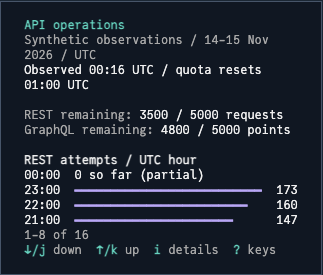 API operations
Synthetic observations / 14–15 Nov
2026 / UTC
Observed 00:16 UTC / quota resets
01:00 UTC
REST remaining: 3500 / 5000 requests
GraphQL remaining: 4800 / 5000 points
REST attempts / UTC hour
00:00 0 so far (partial)
23:00 173
22:00 160
21:00 147
1–8 of 16
↓/j down ↑/k up i details ? keys